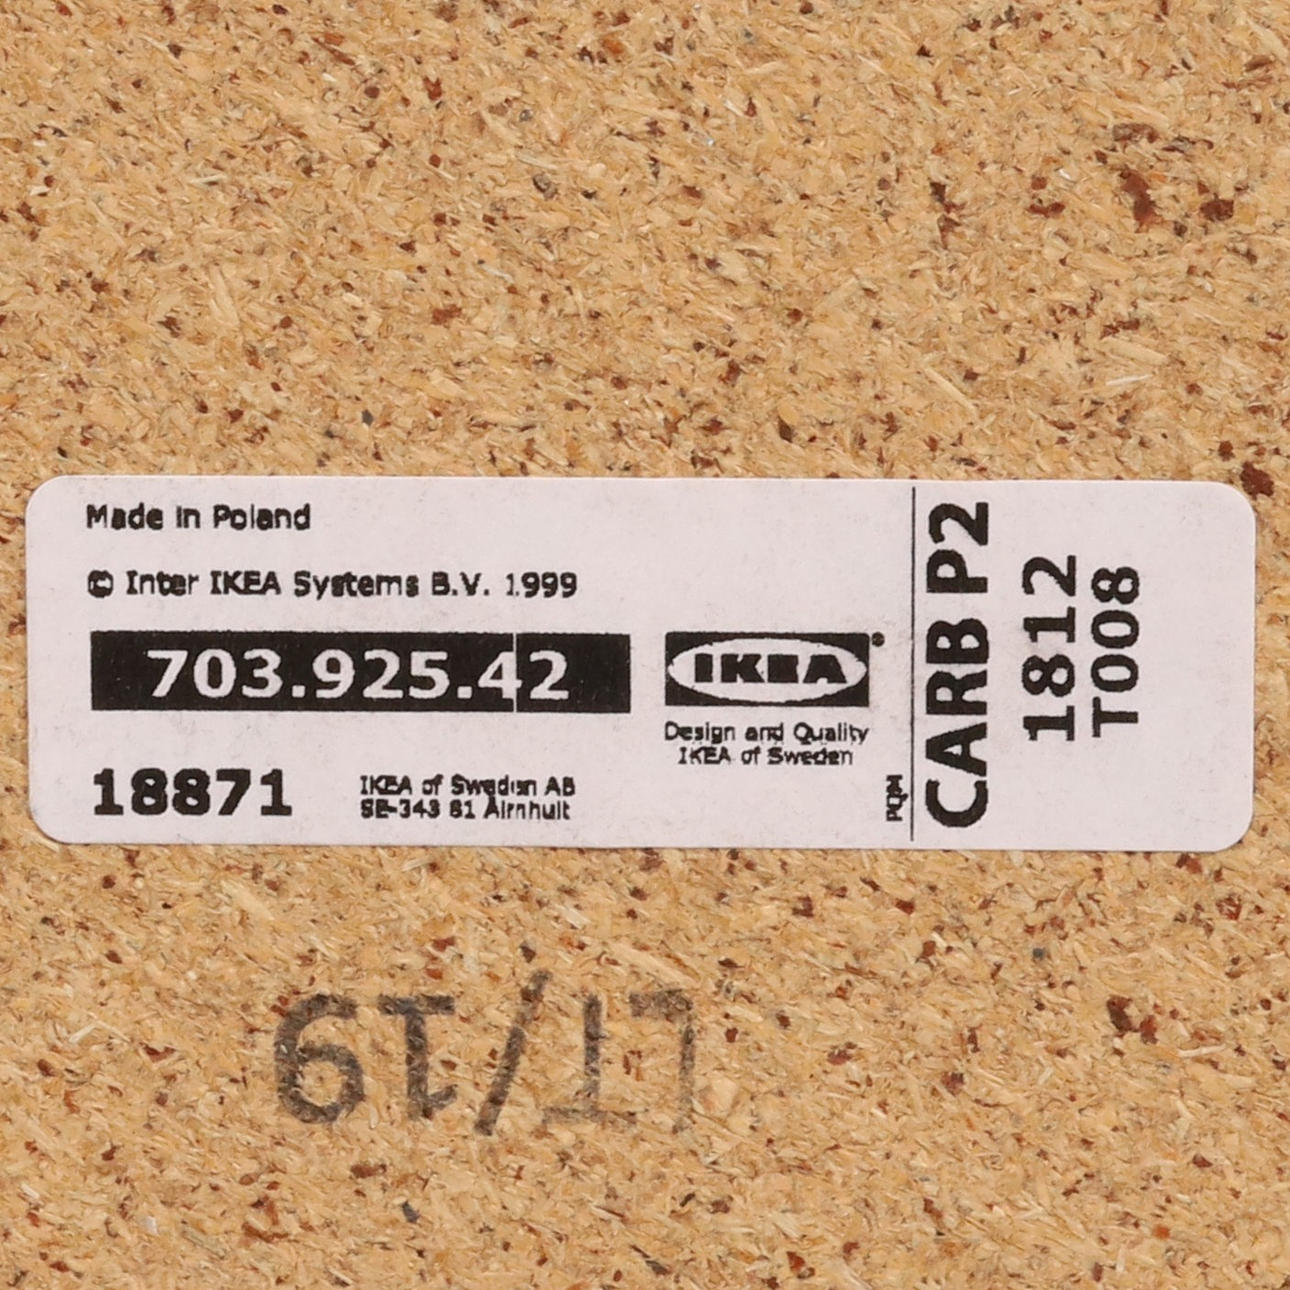 Made in Poland
© Inter IKEA Systems B.V. 1999
703.925.42
IKEA®
Design and Quality
IKEA of Sweden
18871
IKEA of Sweden AB
SE-343 81 Älmhult
PQM
CARB P2
1812
T008
LT/19